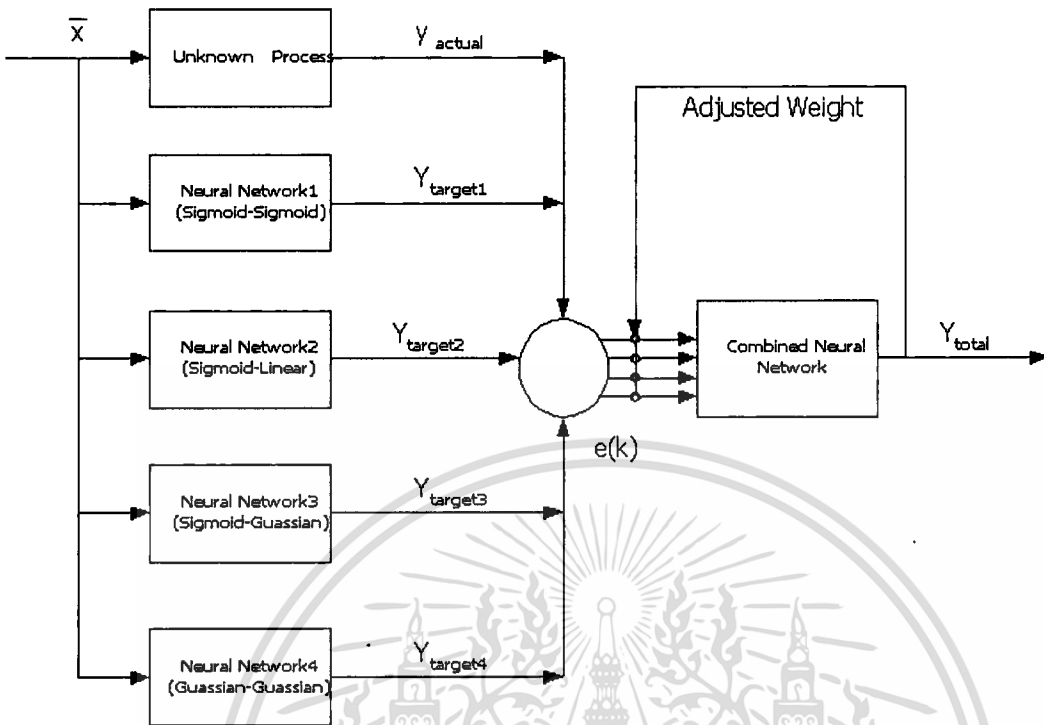 x̄
Unknown Process
y actual
Adjusted Weight
Neural Network1
(Sigmoid-Sigmoid)
Y target1
Neural Network2
(Sigmoid-Linear)
Y target2
Combined Neural
Network
Y total
e(k)
Neural Network3
(Sigmoid-Guassian)
Y target3
Neural Network4
(Guassian-Guassian)
Y target4